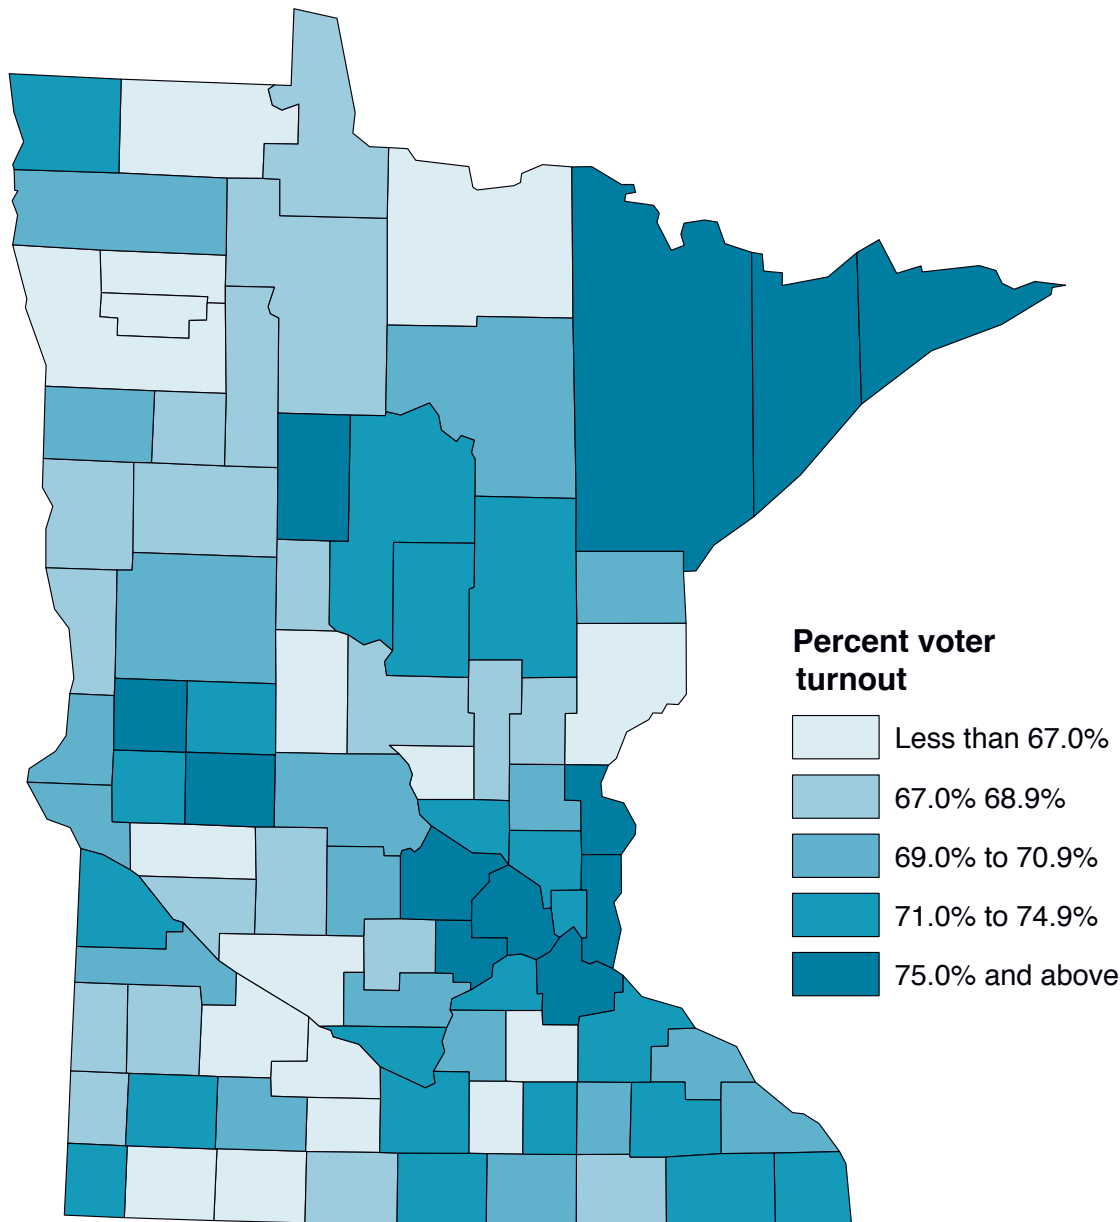 Percent voter
turnout
Less than 67.0%
67.0% 68.9%
69.0% to 70.9%
71.0% to 74.9%
75.0% and above